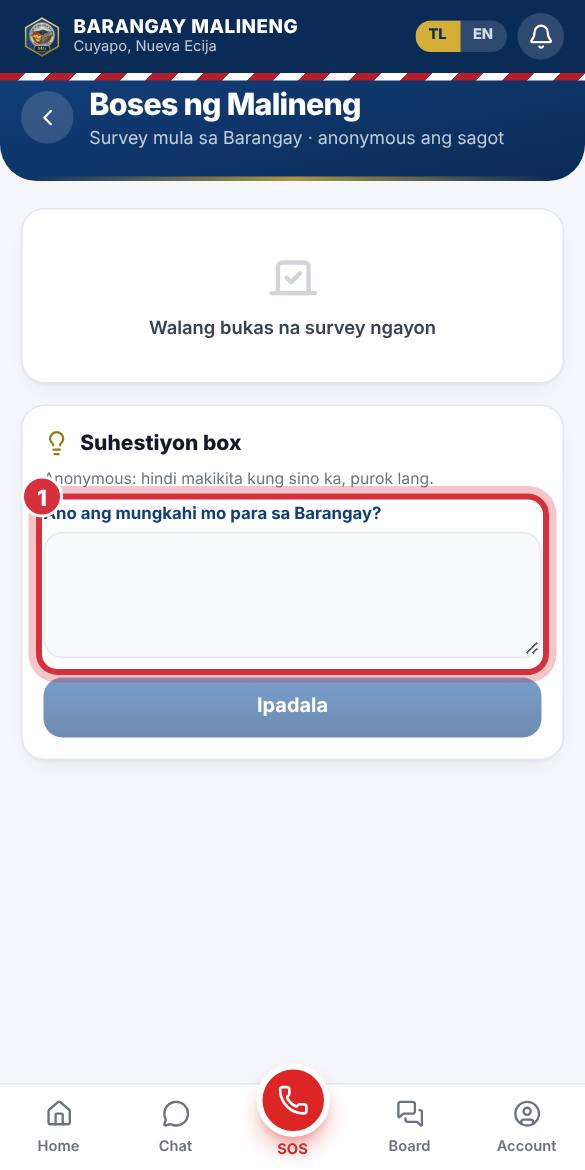 BARANGAY MALINENG
Cuyapo, Nueva Ecija
TL EN
Boses ng Malineng
Survey mula sa Barangay · anonymous ang sagot
Walang bukas na survey ngayon
Suhestiyon box
Anonymous: hindi makikita kung sino ka, purok lang.
1
Ano ang mungkahi mo para sa Barangay?
Ipadala
Home
Chat
SOS
Board
Account